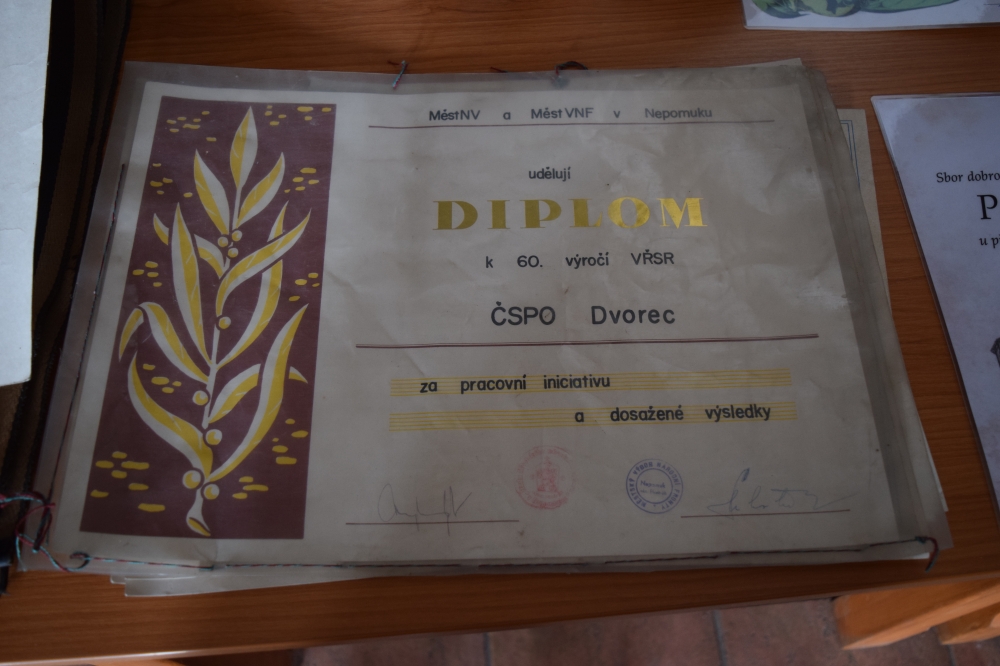 MěstNV a MěstVNF v Nepomuku
udělují
DIPLOM
k 60. výročí VŘSR
ČSPO Dvorec
za pracovní iniciativu
a dosažené výsledky
Sbor dobro
P
u p